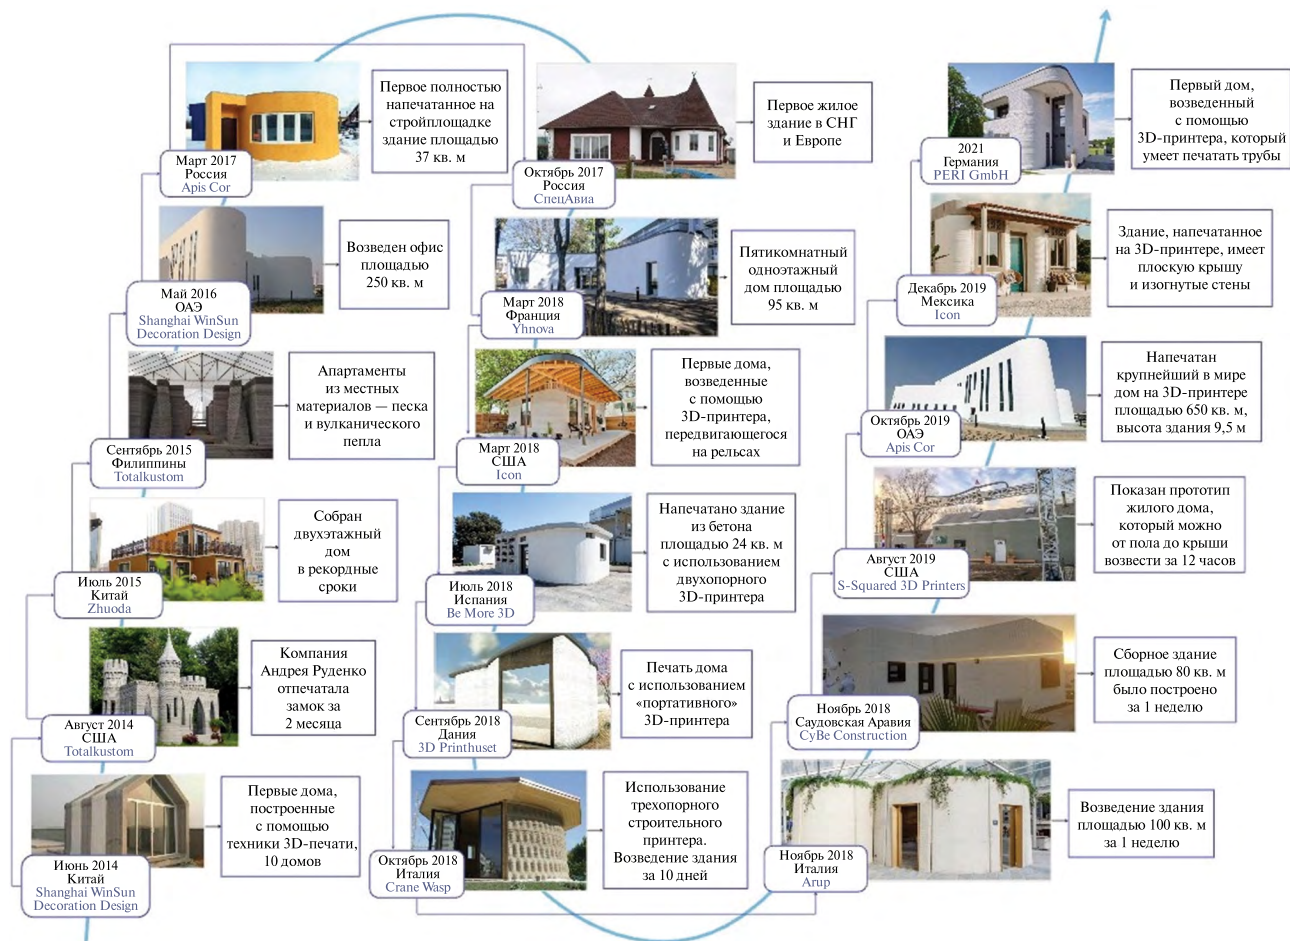 Март 2017
Россия
Apis Cor
Первое полностью
напечатанное на
стройплощадке
здание площадью
37 кв. м
Май 2016
ОАЭ
Shanghai WinSun
Decoration Design
Возведен офис
площадью
250 кв. м
Сентябрь 2015
Филиппины
Totalkustom
Апартаменты
из местных
материалов — песка
и вулканического
пепла
Июль 2015
Китай
Zhuoda
Собран
двухэтажный
дом
в рекордные
сроки
Август 2014
США
Totalkustom
Компания
Андрея Руденко
отпечатала
замок за
2 месяца
Июнь 2014
Китай
Shanghai WinSun
Decoration Design
Первые дома,
построенные
с помощью
техники 3D-печати,
10 домов
Октябрь 2017
Россия
СпецАвиа
Первое жилое
здание в СНГ
и Европе
Март 2018
Франция
Yhnova
Пятикомнатный
одноэтажный
дом площадью
95 кв. м
Март 2018
США
Icon
Первые дома,
возведенные
с помощью
3D-принтера,
передвигающегося
на рельсах
Июль 2018
Испания
Be More 3D
Напечатано здание
из бетона
площадью 24 кв. м
с использованием
двухопорного
3D-принтера
Сентябрь 2018
Дания
3D Printhuset
Печать дома
с использованием
«портативного»
3D-принтера
Октябрь 2018
Италия
Crane Wasp
Использование
трехопорного
строительного
принтера.
Возведение здания
за 10 дней
2021
Германия
PERI GmbH
Первый дом,
возведенный
с помощью
3D-принтера, который
умеет печатать трубы
Декабрь 2019
Мексика
Icon
Здание, напечатанное
на 3D-принтере, имеет
плоскую крышу
и изогнутые стены
Октябрь 2019
ОАЭ
Apis Cor
Напечатан
крупнейший в мире
дом на 3D-принтере
площадью 650 кв. м,
высота здания 9,5 м
Август 2019
США
S-Squared 3D Printers
Показан прототип
жилого дома,
который можно
от пола до крыши
возвести за 12 часов
Ноябрь 2018
Саудовская Аравия
CyBe Construction
Сборное здание
площадью 80 кв. м
было построено
за 1 неделю
Ноябрь 2018
Италия
Arup
Возведение здания
площадью 100 кв. м
за 1 неделю